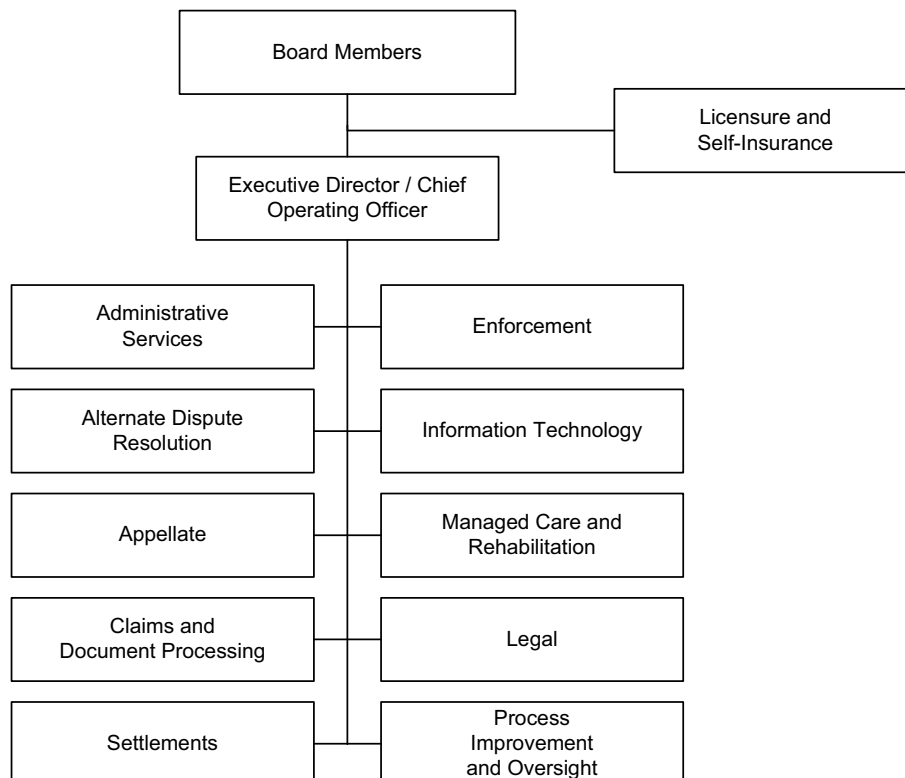 Board Members
Licensure and
Self-Insurance
Executive Director / Chief
Operating Officer
Administrative
Services
Enforcement
Alternate Dispute
Resolution
Information Technology
Appellate
Managed Care and
Rehabilitation
Claims and
Document Processing
Legal
Settlements
Process
Improvement
and Oversight